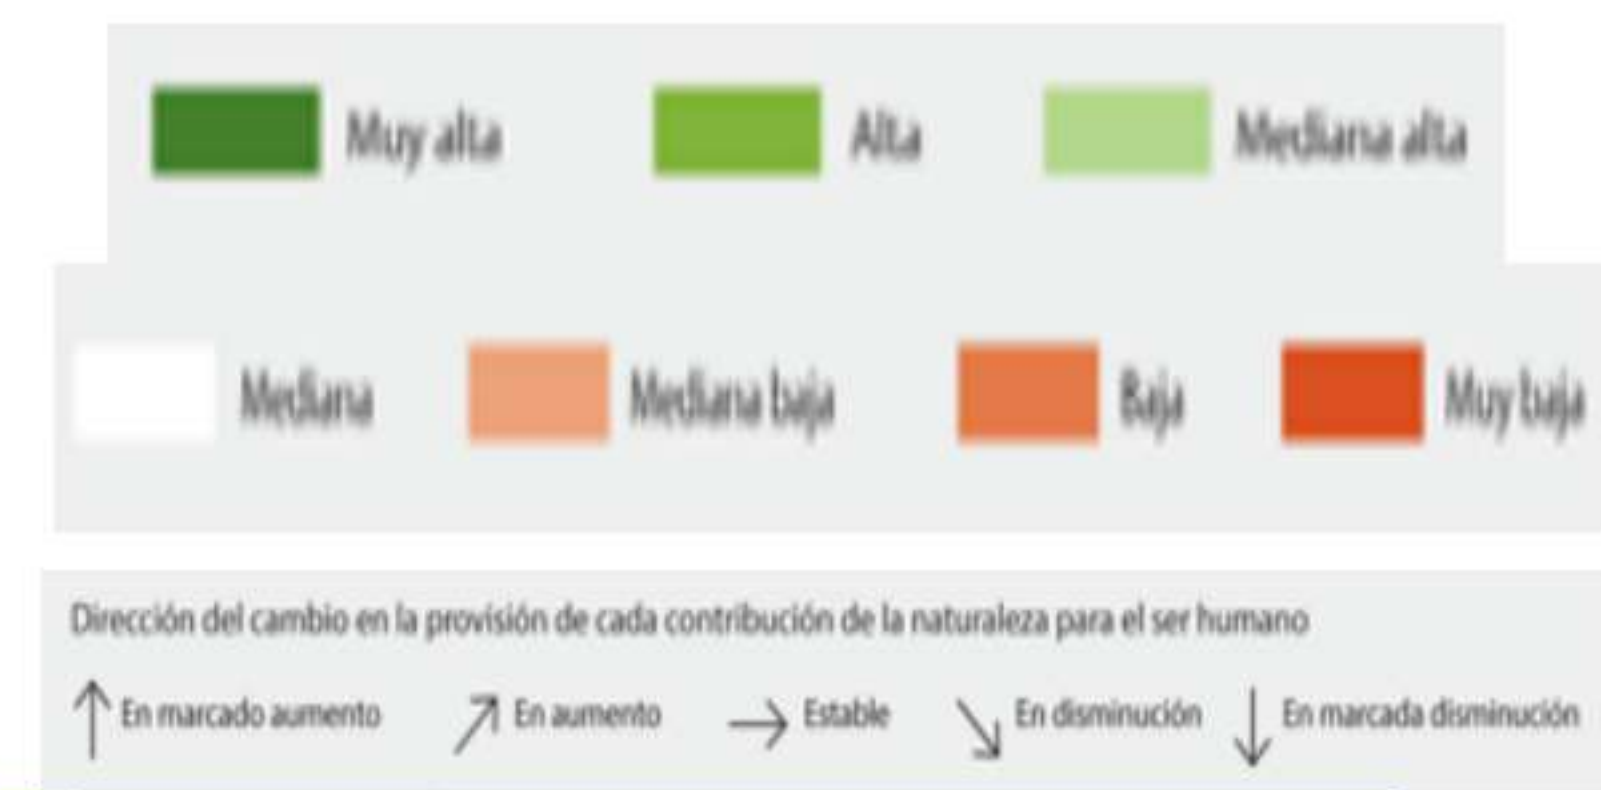 Muy alta Alta Mediana alta
Mediana Mediana baja Baja Muy baja
Dirección del cambio en la provisión de cada contribución de la naturaleza para el ser humano
En marcado aumento En aumento Estable En disminución En marcada disminución